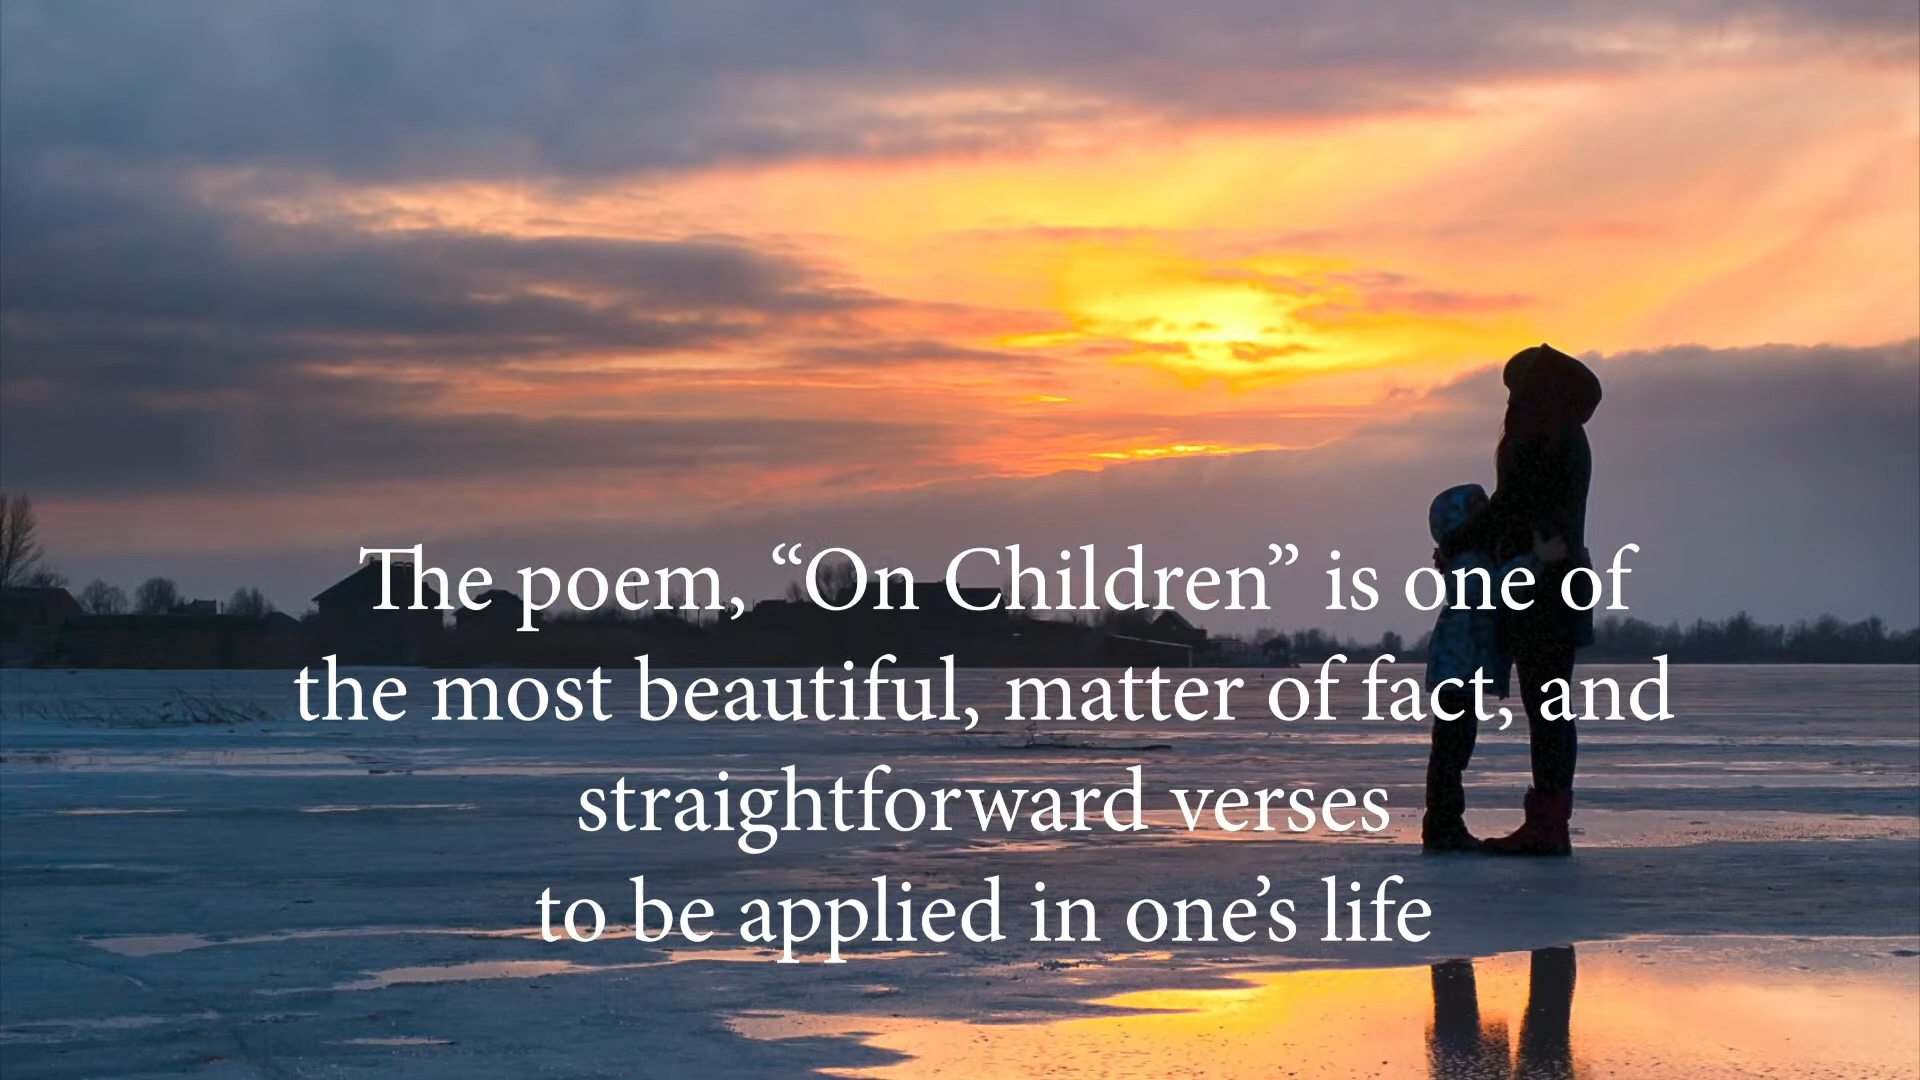 The poem, “On Children” is one of
the most beautiful, matter of fact, and
straightforward verses
to be applied in one’s life